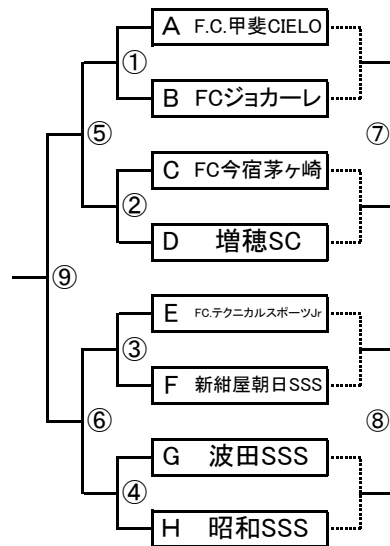 A F.C.甲斐CIELO
①
B FCジョカーレ
⑤
⑦
C FC今宿茅ヶ崎
②
D 増穂SC
⑨
E FC.テクニカルスポーツJr
③
F 新紺屋朝日SSS
⑥
⑧
G 波田SSS
④
H 昭和SSS